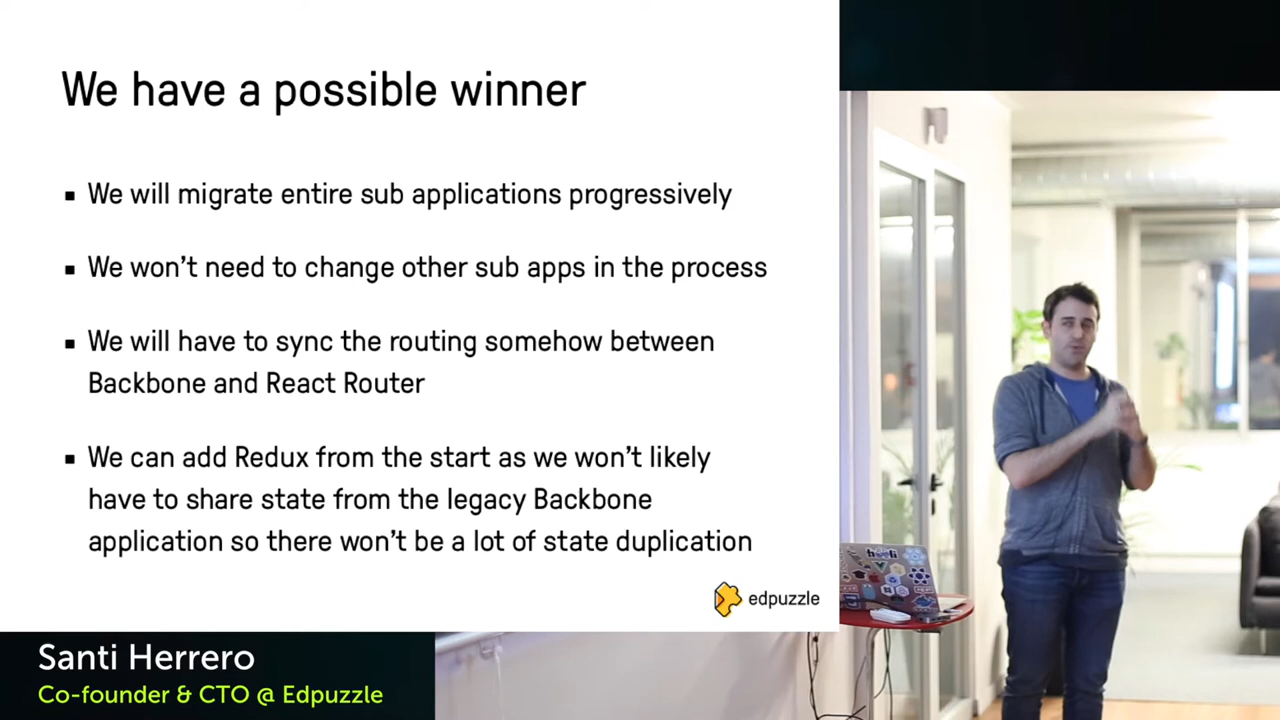 We have a possible winner
▪ We will migrate entire sub applications progressively
▪ We won't need to change other sub apps in the process
▪ We will have to sync the routing somehow between
Backbone and React Router
▪ We can add Redux from the start as we won't likely
have to share state from the legacy Backbone
application so there won't be a lot of state duplication
edpuzzle
Santi Herrero
Co-founder & CTO @ Edpuzzle